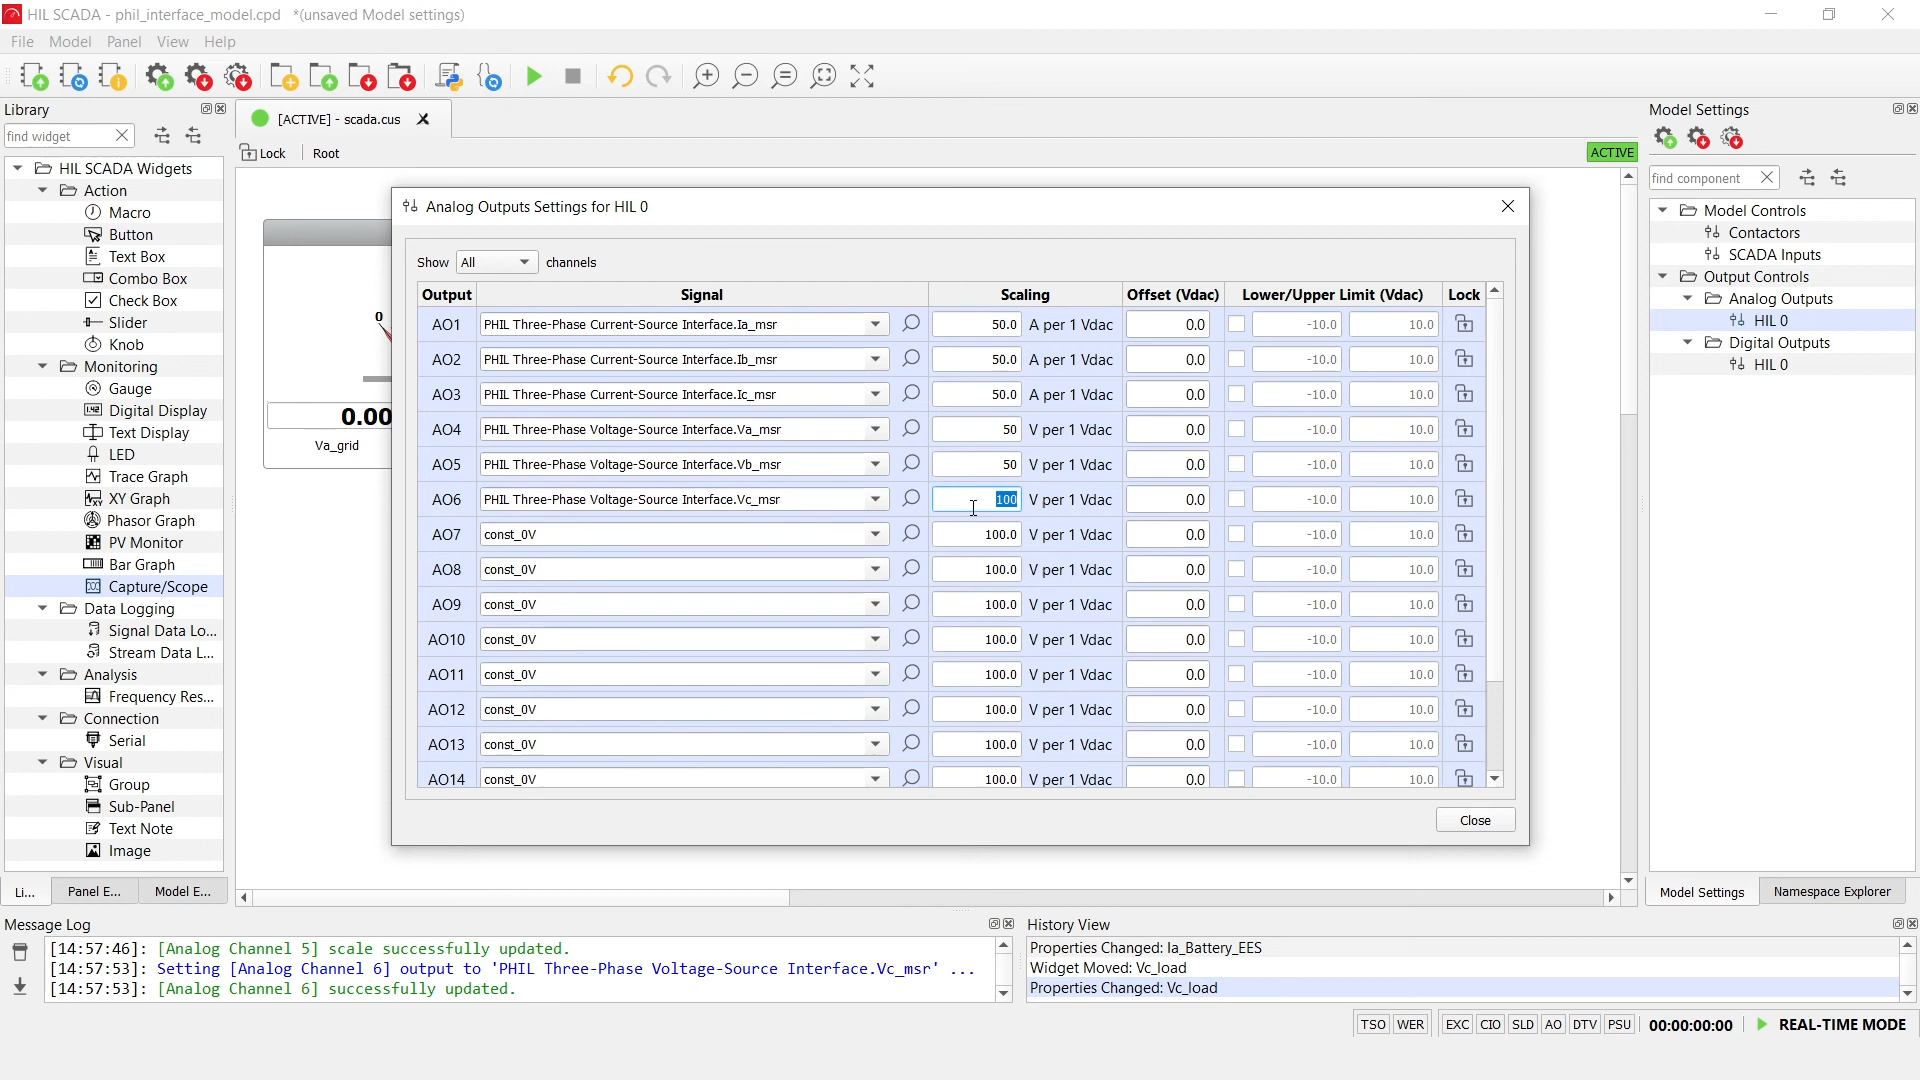 HIL SCADA - phil_interface_model.cpd *(unsaved Model settings)
File Model Panel View Help
Library
find widget
HIL SCADA Widgets
Action
Macro
Button
Text Box
Combo Box
Check Box
Slider
Knob
Monitoring
Gauge
Digital Display
Text Display
LED
Trace Graph
XY Graph
Phasor Graph
PV Monitor
Bar Graph
Capture/Scope
Data Logging
Signal Data Lo...
Stream Data L...
Analysis
Frequency Res...
Connection
Serial
Visual
Group
Sub-Panel
Text Note
Image
Li... Panel E... Model E...
[ACTIVE] - scada.cus
Lock Root ACTIVE
0
0.00
Va_grid
Analog Outputs Settings for HIL 0
Show All channels
Output Signal Scaling Offset (Vdac) Lower/Upper Limit (Vdac) Lock
AO1 PHIL Three-Phase Current-Source Interface.Ia_msr 50.0 A per 1 Vdac 0.0 -10.0 10.0
AO2 PHIL Three-Phase Current-Source Interface.Ib_msr 50.0 A per 1 Vdac 0.0 -10.0 10.0
AO3 PHIL Three-Phase Current-Source Interface.Ic_msr 50.0 A per 1 Vdac 0.0 -10.0 10.0
AO4 PHIL Three-Phase Voltage-Source Interface.Va_msr 50 V per 1 Vdac 0.0 -10.0 10.0
AO5 PHIL Three-Phase Voltage-Source Interface.Vb_msr 50 V per 1 Vdac 0.0 -10.0 10.0
AO6 PHIL Three-Phase Voltage-Source Interface.Vc_msr 100 V per 1 Vdac 0.0 -10.0 10.0
AO7 const_0V 100.0 V per 1 Vdac 0.0 -10.0 10.0
AO8 const_0V 100.0 V per 1 Vdac 0.0 -10.0 10.0
AO9 const_0V 100.0 V per 1 Vdac 0.0 -10.0 10.0
AO10 const_0V 100.0 V per 1 Vdac 0.0 -10.0 10.0
AO11 const_0V 100.0 V per 1 Vdac 0.0 -10.0 10.0
AO12 const_0V 100.0 V per 1 Vdac 0.0 -10.0 10.0
AO13 const_0V 100.0 V per 1 Vdac 0.0 -10.0 10.0
AO14 const_0V 100.0 V per 1 Vdac 0.0 -10.0 10.0
Close
Model Settings
find component
Model Controls
Contactors
SCADA Inputs
Output Controls
Analog Outputs
HIL 0
Digital Outputs
HIL 0
Model Settings Namespace Explorer
Message Log
[14:57:46]: [Analog Channel 5] scale successfully updated.
[14:57:53]: Setting [Analog Channel 6] output to 'PHIL Three-Phase Voltage-Source Interface.Vc_msr' ...
[14:57:53]: [Analog Channel 6] successfully updated.
History View
Properties Changed: Ia_Battery_EES
Widget Moved: Vc_load
Properties Changed: Vc_load
TSO WER EXC CIO SLD AO DTV PSU 00:00:00:00 REAL-TIME MODE